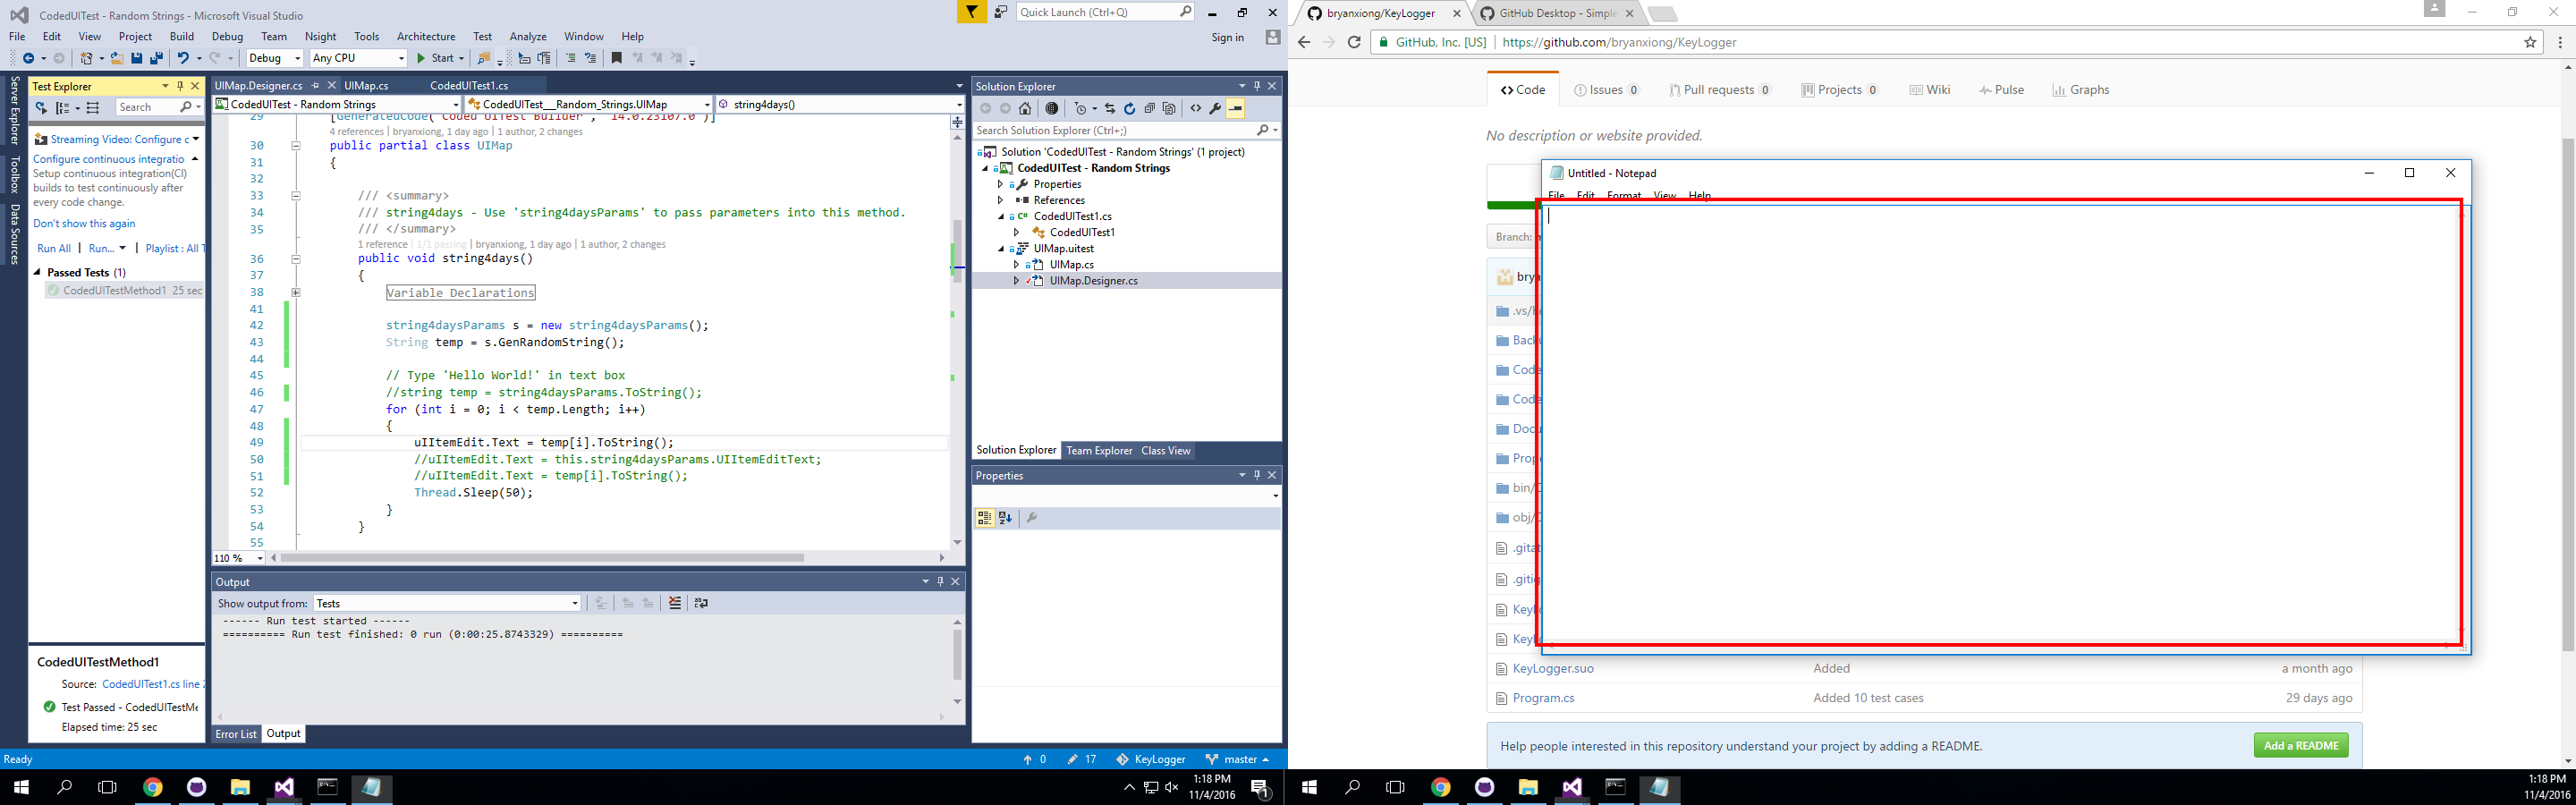 CodedUITest - Random Strings - Microsoft Visual Studio
Quick Launch (Ctrl+Q)
File Edit View Project Build Debug Team Nsight Tools Architecture Test Analyze Window Help
Sign in
Debug Any CPU Start
Server Explorer
Toolbox
Data Sources
Test Explorer
Search
Streaming Video: Configure c
Configure continuous integratio
Setup continuous integration(CI)
builds to test continuously after
every code change.
Don't show this again
Run All | Run... | Playlist : All T
Passed Tests (1)
CodedUITestMethod1 25 sec
CodedUITestMethod1
Source: CodedUITest1.cs line 2
Test Passed - CodedUITestMe
Elapsed time: 25 sec
UIMap.Designer.cs UIMap.cs CodedUITest1.cs
CodedUITest - Random Strings CodedUITest__Random_Strings.UIMap string4days()
29 [GeneratedCode("Coded UITest Builder", "14.0.23107.0")]
4 references | bryanxiong, 1 day ago | 1 author, 2 changes
30 public partial class UIMap
31 {
32
33 /// <summary>
34 /// string4days - Use 'string4daysParams' to pass parameters into this method.
35 /// </summary>
1 reference | 1/1 passing | bryanxiong, 1 day ago | 1 author, 2 changes
36 public void string4days()
37 {
38 Variable Declarations
41
42 string4daysParams s = new string4daysParams();
43 String temp = s.GenRandomString();
44
45 // Type 'Hello World!' in text box
46 //string temp = string4daysParams.ToString();
47 for (int i = 0; i < temp.Length; i++)
48 {
49 uIItemEdit.Text = temp[i].ToString();
50 //uIItemEdit.Text = this.string4daysParams.UIItemEditText;
51 //uIItemEdit.Text = temp[i].ToString();
52 Thread.Sleep(50);
53 }
54 }
55
110 %
Output
Show output from: Tests
------ Run test started ------
========== Run test finished: 0 run (0:00:25.8743329) ==========
Error List Output
Solution Explorer
Search Solution Explorer (Ctrl+;)
Solution 'CodedUITest - Random Strings' (1 project)
CodedUITest - Random Strings
Properties
References
CodedUITest1.cs
CodedUITest1
UIMap.uitest
UIMap.cs
UIMap.Designer.cs
Solution Explorer Team Explorer Class View
Properties
Ready
0 17 KeyLogger master
1:18 PM
11/4/2016
1
bryanxiong/KeyLogger GitHub Desktop - Simple
GitHub, Inc. [US] | https://github.com/bryanxiong/KeyLogger
Code Issues 0 Pull requests 0 Projects 0 Wiki Pulse Graphs
No description or website provided.
Untitled - Notepad
File Edit Format View Help
Branch:
brya
.vs/
Back
Code
Code
Docu
Prope
bin/
obj/
.gitat
.gitig
KeyLo
KeyLo
KeyLogger.suo Added a month ago
Program.cs Added 10 test cases 29 days ago
Help people interested in this repository understand your project by adding a README.
Add a README
1:18 PM
11/4/2016